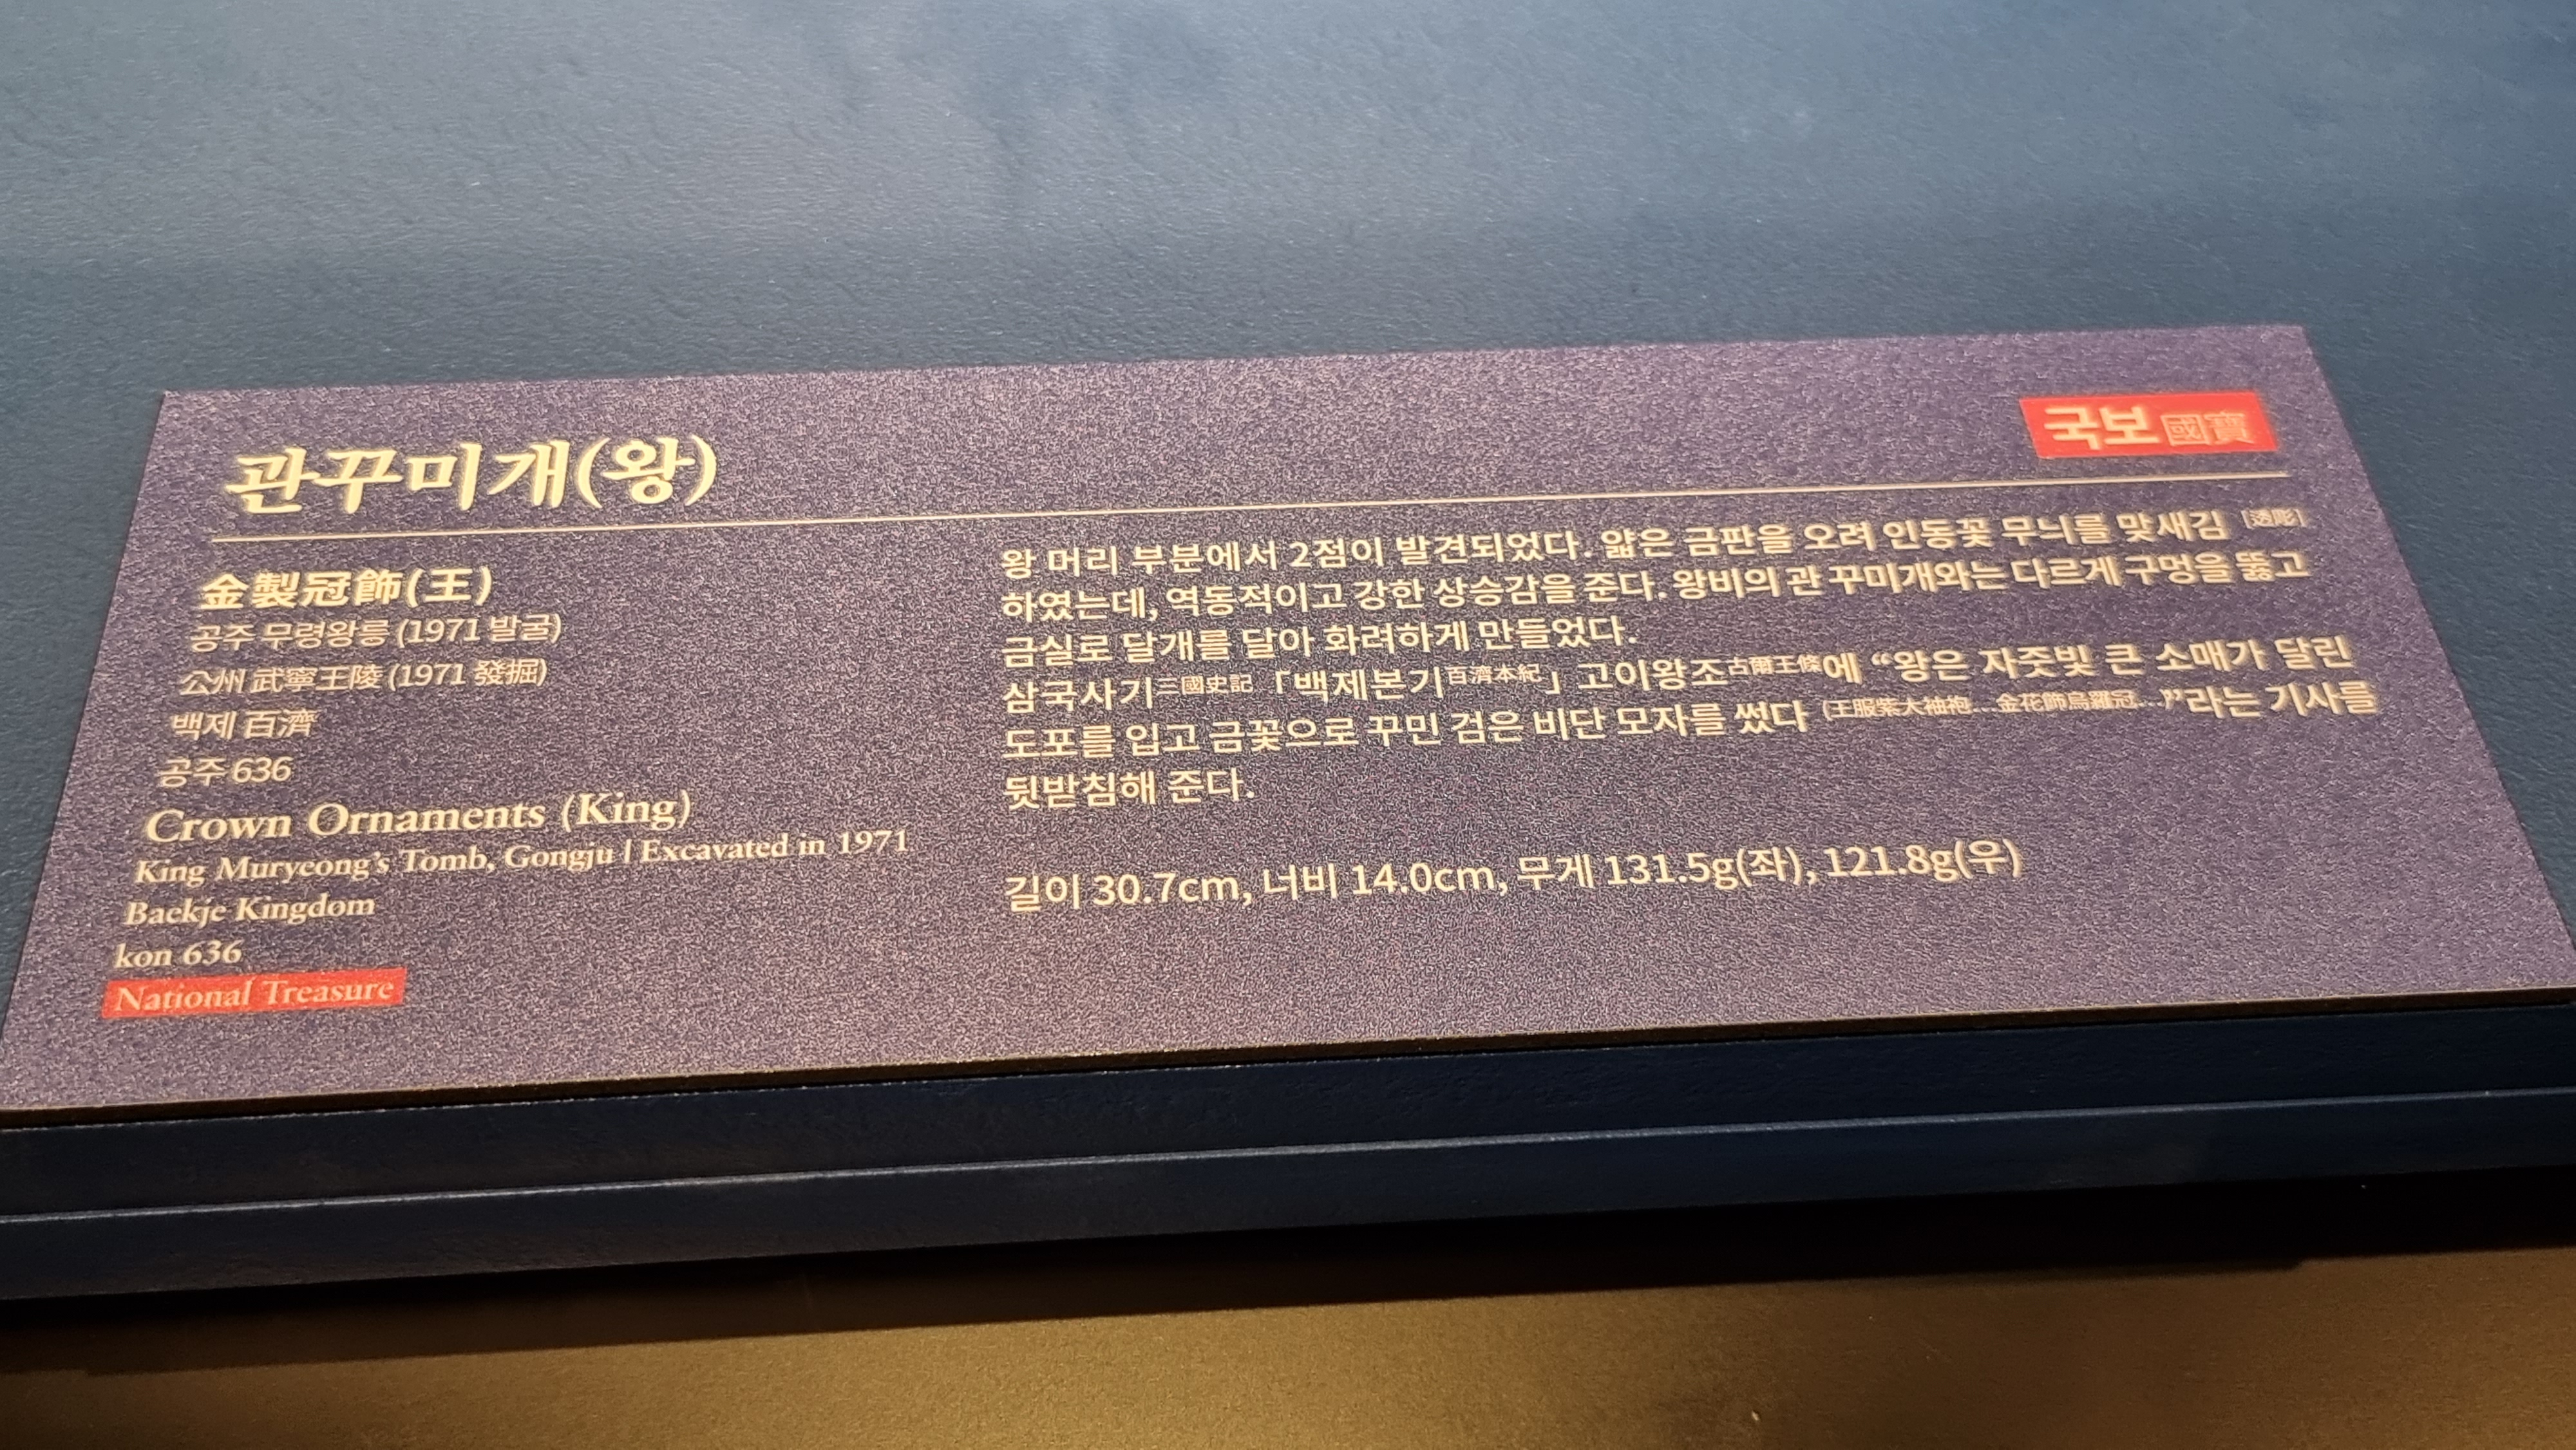 관꾸미개(왕)
국보 國寶
金製冠飾(王)
공주 무령왕릉 (1971 발굴)
公州 武寧王陵 (1971 發掘)
백제 百濟
공주 636
Crown Ornaments (King)
King Muryeong's Tomb, Gongju | Excavated in 1971
Baekje Kingdom
kon 636
National Treasure
왕 머리 부분에서 2점이 발견되었다. 얇은 금판을 오려 인동꽃 무늬를 맞새김 [透彫]
하였는데, 역동적이고 강한 상승감을 준다. 왕비의 관 꾸미개와는 다르게 구멍을 뚫고
금실로 달개를 달아 화려하게 만들었다.
삼국사기三國史記 「백제본기百濟本紀」 고이왕조古爾王條에 “왕은 자줏빛 큰 소매가 달린
도포를 입고 금꽃으로 꾸민 검은 비단 모자를 썼다 (王服紫大袖袍…金花飾烏羅冠…)”라는 기사를
뒷받침해 준다.
길이 30.7cm, 너비 14.0cm, 무게 131.5g(좌), 121.8g(우)